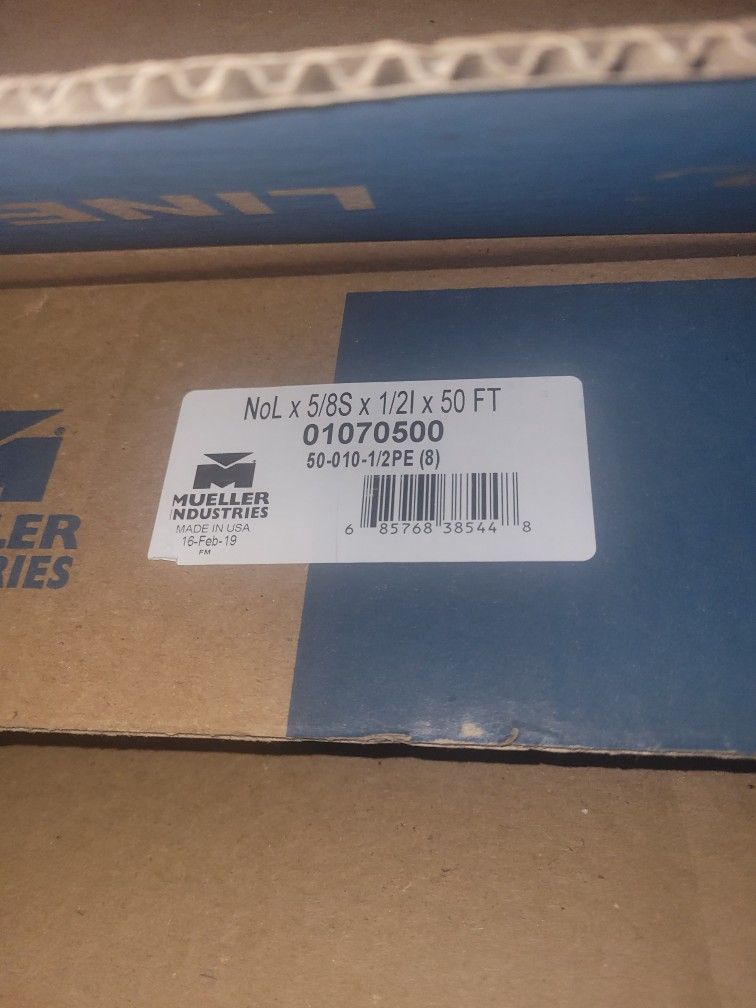 LINE
NoL x 5/8S x 1/2I x 50 FT
01070500
50-010-1/2PE (8)
MUELLER
INDUSTRIES
MADE IN USA
16-Feb-19
FM
6 85768 38544 8
LER
RIES